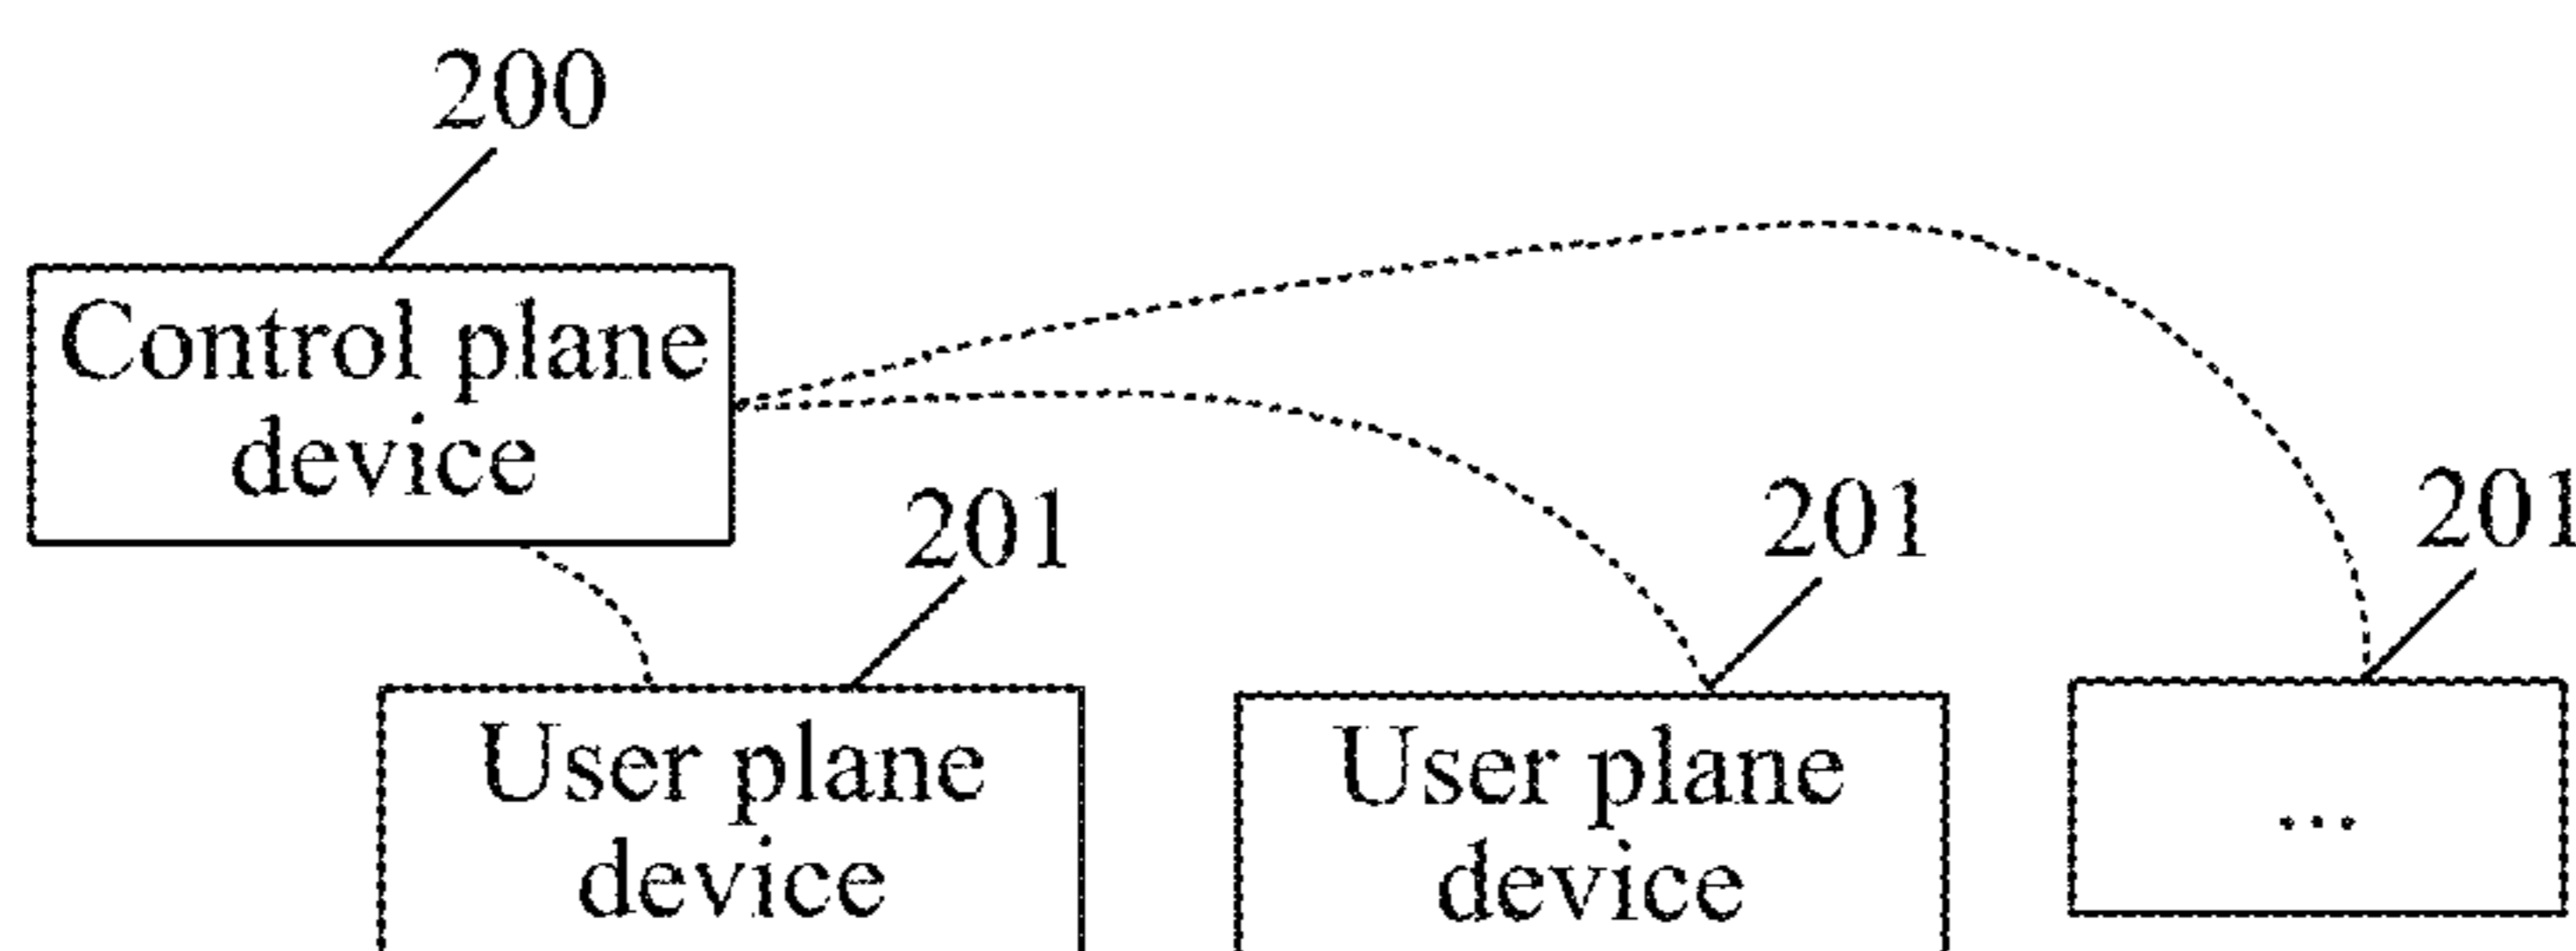 200
Control plane
device
201
201
201
User plane
device
User plane
device
...